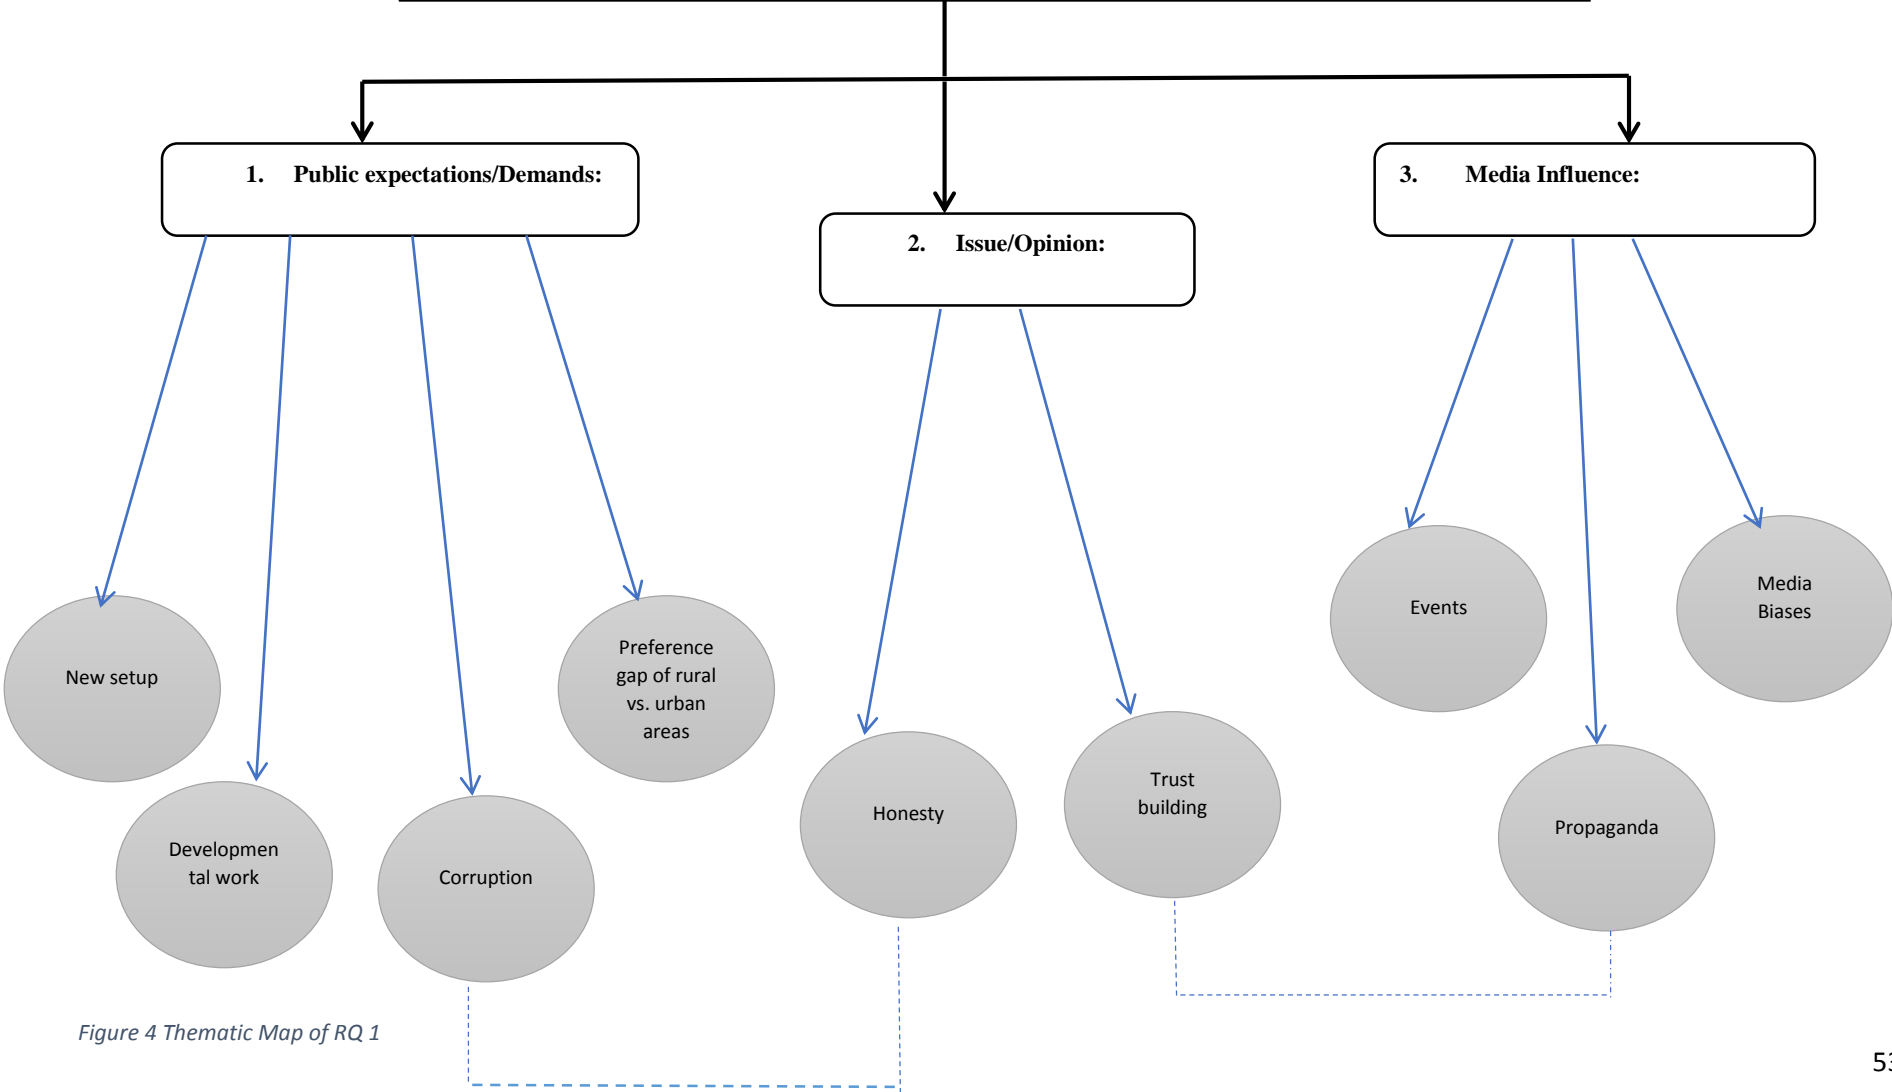 1. Public expectations/Demands:
2. Issue/Opinion:
3. Media Influence:
New setup
Developmen
tal work
Corruption
Preference
gap of rural
vs. urban
areas
Honesty
Trust
building
Events
Propaganda
Media
Biases
Figure 4 Thematic Map of RQ 1
53